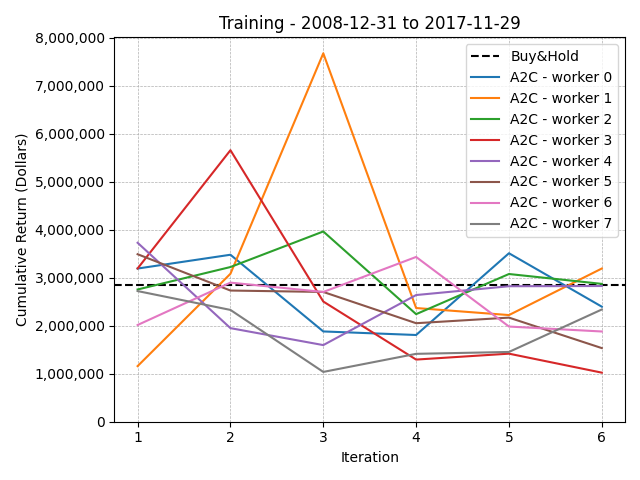 Training - 2008-12-31 to 2017-11-29
8,000,000
7,000,000
6,000,000
5,000,000
4,000,000
3,000,000
2,000,000
1,000,000
0
Cumulative Return (Dollars)
Buy&Hold
A2C - worker 0
A2C - worker 1
A2C - worker 2
A2C - worker 3
A2C - worker 4
A2C - worker 5
A2C - worker 6
A2C - worker 7
1 2 3 4 5 6
Iteration